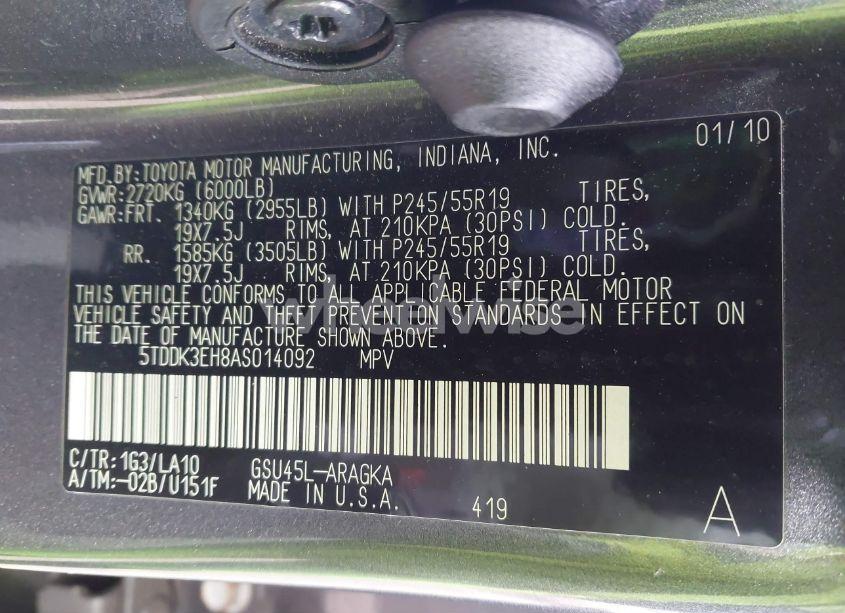 01/10
MFD.BY:TOYOTA MOTOR MANUFACTURING, INDIANA, INC.
GVWR:2720KG (6000LB)
GAWR:FRT. 1340KG (2955LB) WITH P245/55R19 TIRES,
19X7.5J RIMS, AT 210KPA (30PSI) COLD.
RR. 1585KG (3505LB) WITH P245/55R19 TIRES,
19X7.5J RIMS, AT 210KPA (30PSI) COLD.
THIS VEHICLE CONFORMS TO ALL APPLICABLE FEDERAL MOTOR
VEHICLE SAFETY AND THEFT PREVENTION STANDARDS IN EFFECT ON
THE DATE OF MANUFACTURE SHOWN ABOVE.
5TDDK3EH8AS014092 MPV
C/TR: 1G3/LA10 GSU45L-ARAGKA
A/TM:-02B/U151F MADE IN U.S.A. 419 A
wheelwise